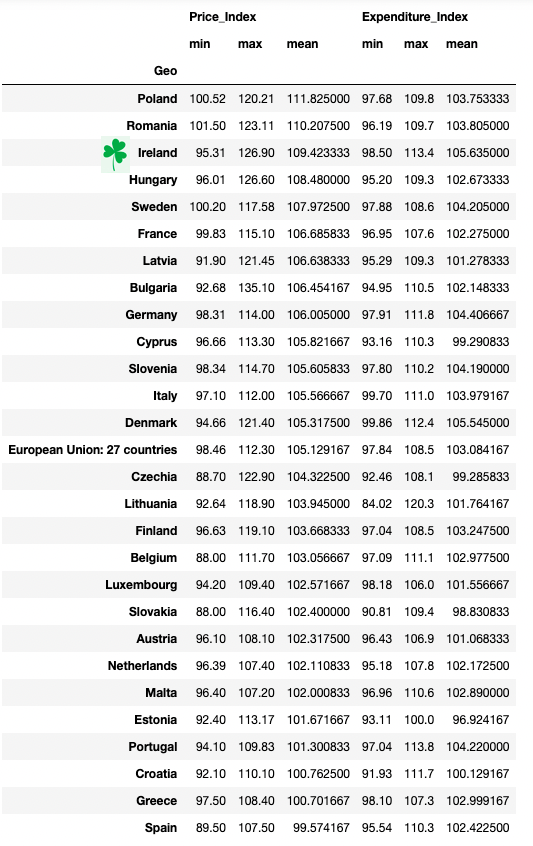 Price_Index Expenditure_Index
min max mean min max mean
Geo
Poland 100.52 120.21 111.825000 97.68 109.8 103.753333
Romania 101.50 123.11 110.207500 96.19 109.7 103.805000
Ireland 95.31 126.90 109.423333 98.50 113.4 105.635000
Hungary 96.01 126.60 108.480000 95.20 109.3 102.673333
Sweden 100.20 117.58 107.972500 97.88 108.6 104.205000
France 99.83 115.10 106.685833 96.95 107.6 102.275000
Latvia 91.90 121.45 106.638333 95.29 109.3 101.278333
Bulgaria 92.68 135.10 106.454167 94.95 110.5 102.148333
Germany 98.31 114.00 106.005000 97.91 111.8 104.406667
Cyprus 96.66 113.30 105.821667 93.16 110.3 99.290833
Slovenia 98.34 114.70 105.605833 97.80 110.2 104.190000
Italy 97.10 112.00 105.566667 99.70 111.0 103.979167
Denmark 94.66 121.40 105.317500 99.86 112.4 105.545000
European Union: 27 countries 98.46 112.30 105.129167 97.84 108.5 103.084167
Czechia 88.70 122.90 104.322500 92.46 108.1 99.285833
Lithuania 92.64 118.90 103.945000 84.02 120.3 101.764167
Finland 96.63 119.10 103.668333 97.04 108.5 103.247500
Belgium 88.00 111.70 103.056667 97.09 111.1 102.977500
Luxembourg 94.20 109.40 102.571667 98.18 106.0 101.556667
Slovakia 88.00 116.40 102.400000 90.81 109.4 98.830833
Austria 96.10 108.10 102.317500 96.43 106.9 101.068333
Netherlands 96.39 107.40 102.110833 95.18 107.8 102.172500
Malta 96.40 107.20 102.000833 96.96 110.6 102.890000
Estonia 92.40 113.17 101.671667 93.11 100.0 96.924167
Portugal 94.10 109.83 101.300833 97.04 113.8 104.220000
Croatia 92.10 110.10 100.762500 91.93 111.7 100.129167
Greece 97.50 108.40 100.701667 98.10 107.3 102.999167
Spain 89.50 107.50 99.574167 95.54 110.3 102.422500